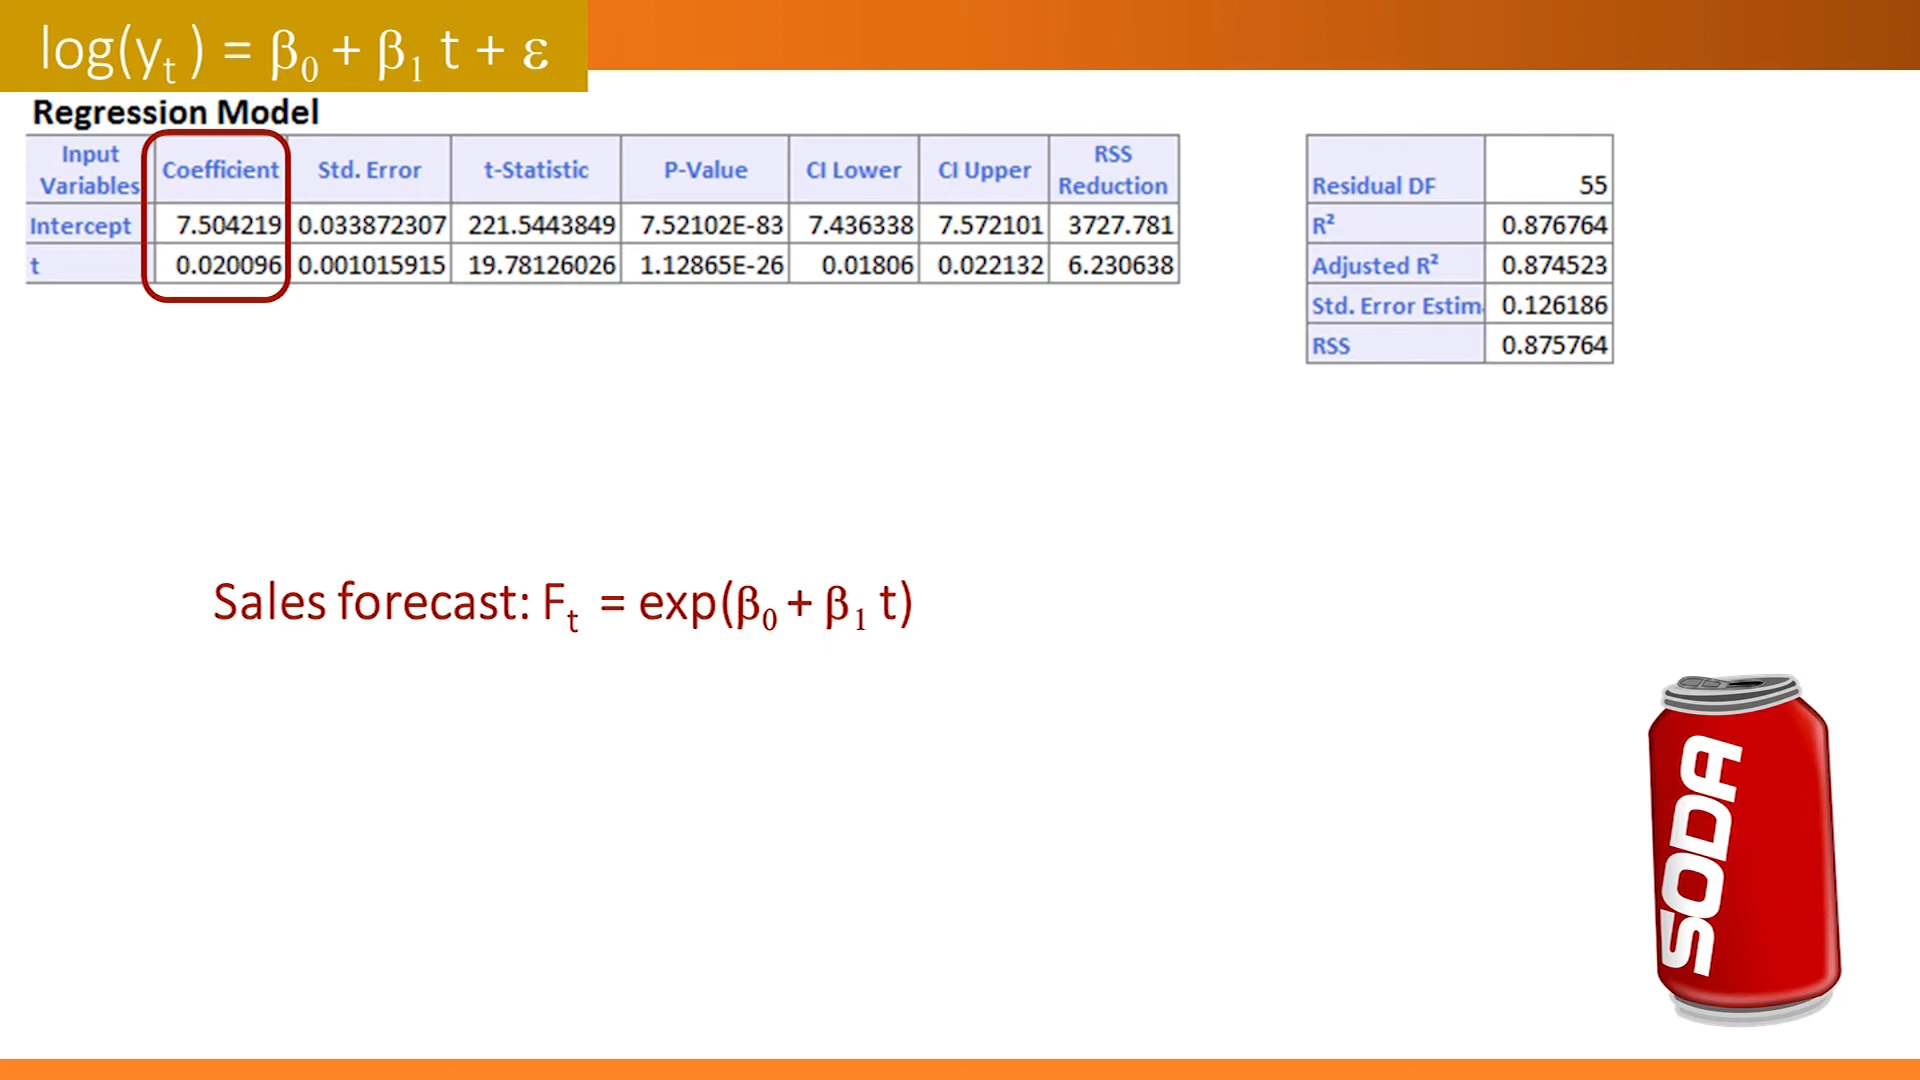 log(yₜ) = β₀ + β₁ t + ε
Regression Model
Input Variables Coefficient Std. Error t-Statistic P-Value CI Lower CI Upper RSS Reduction
Intercept 7.504219 0.033872307 221.5443849 7.52102E-83 7.436338 7.572101 3727.781
t 0.020096 0.001015915 19.78126026 1.12865E-26 0.01806 0.022132 6.230638
Residual DF 55
R² 0.876764
Adjusted R² 0.874523
Std. Error Estim 0.126186
RSS 0.875764
Sales forecast: Fₜ = exp(β₀ + β₁ t)
SODA